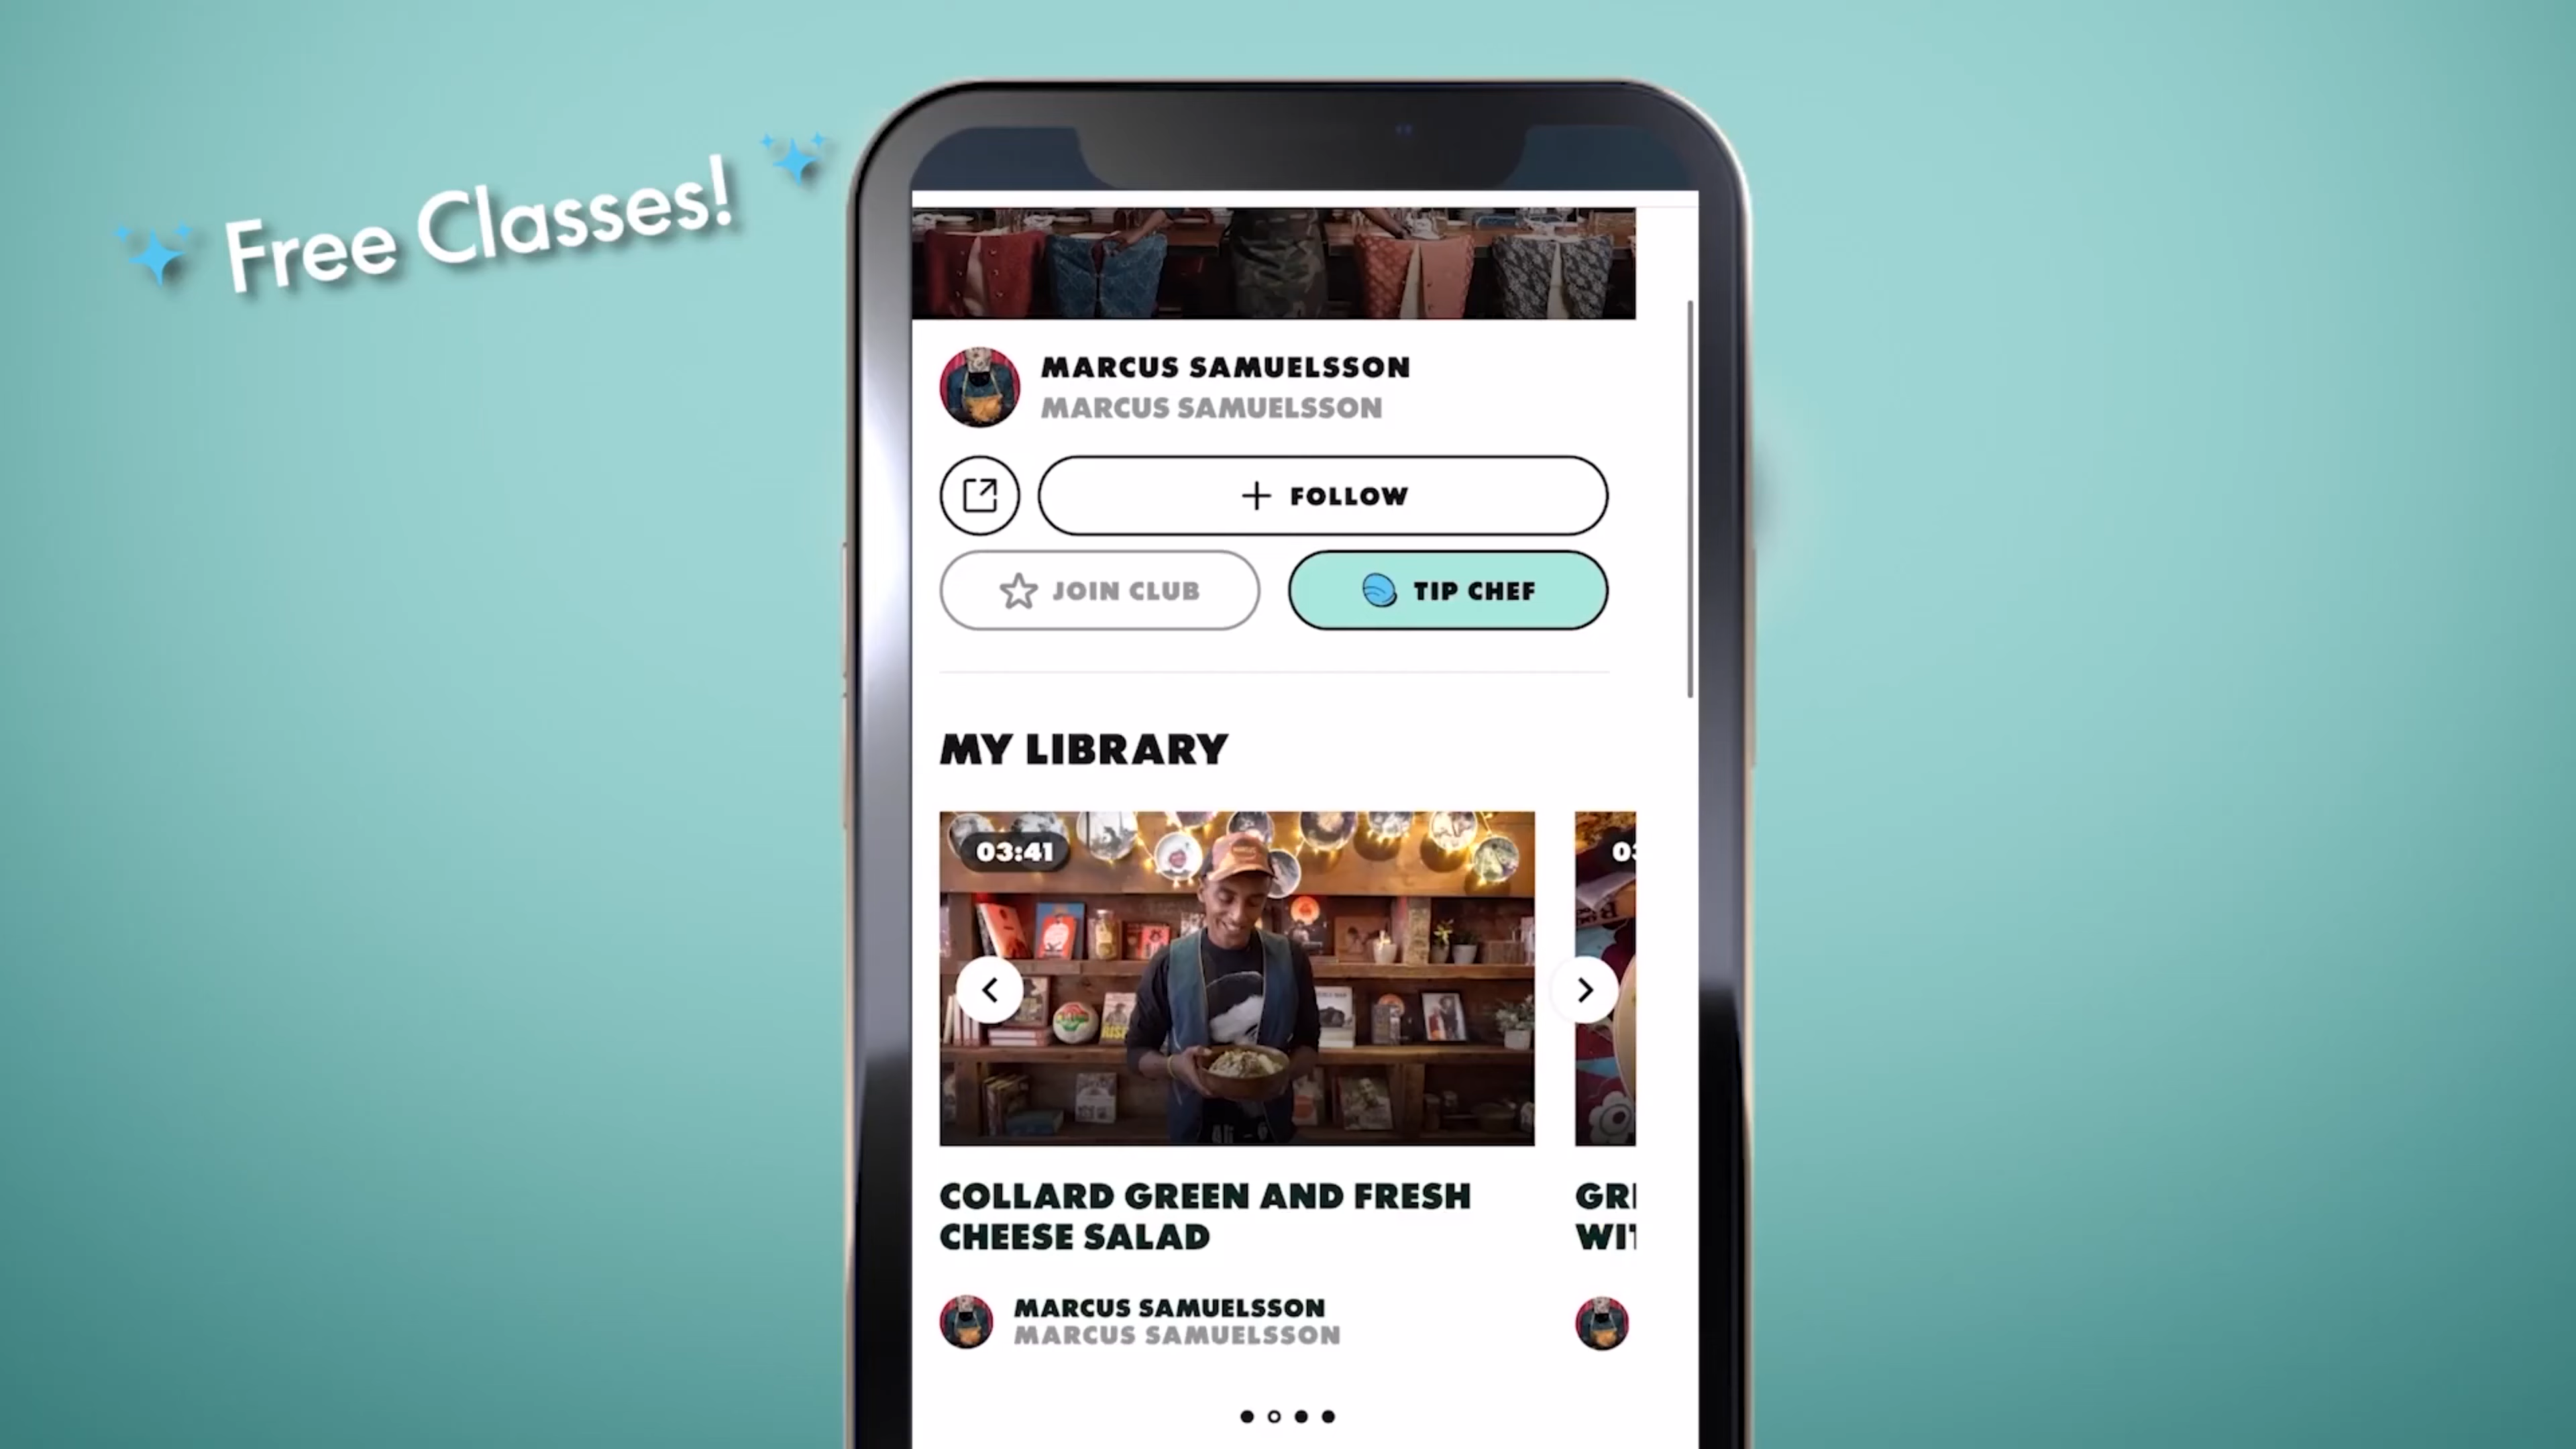 Free Classes!
MARCUS SAMUELSSON
MARCUS SAMUELSSON
+ FOLLOW
JOIN CLUB
TIP CHEF
MY LIBRARY
03:41
COLLARD GREEN AND FRESH
CHEESE SALAD
MARCUS SAMUELSSON
MARCUS SAMUELSSON